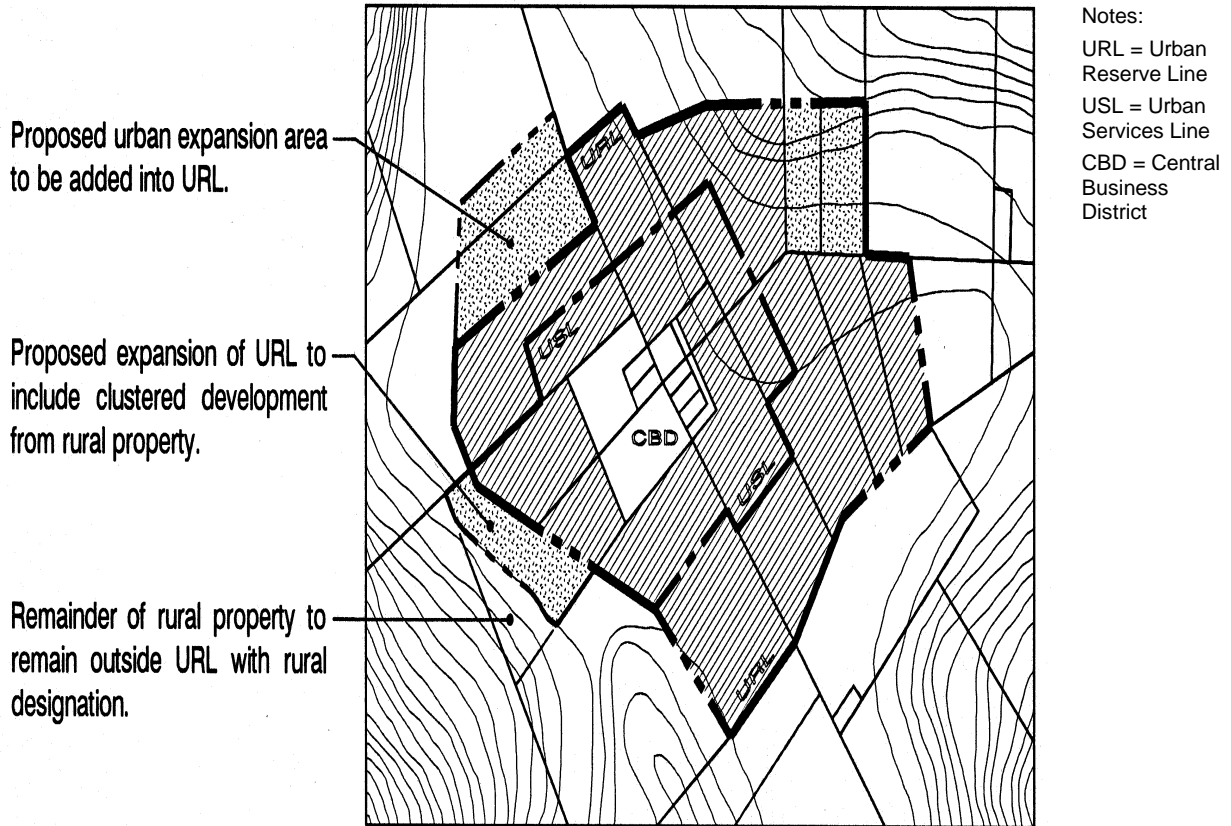 Proposed urban expansion area
to be added into URL.
Proposed expansion of URL to
include clustered development
from rural property.
Remainder of rural property to
remain outside URL with rural
designation.
URL
USL
CBD
USL
URL
Notes:
URL = Urban
Reserve Line
USL = Urban
Services Line
CBD = Central
Business
District